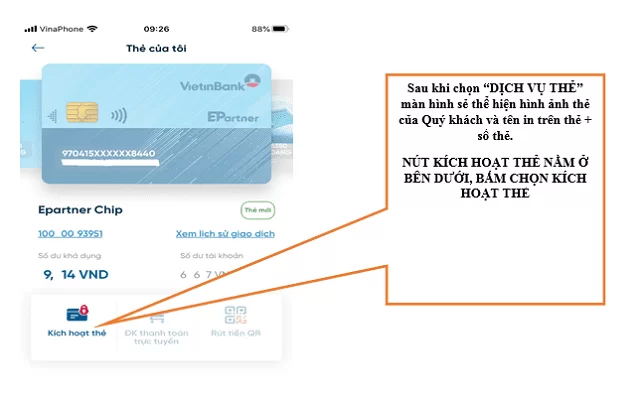 VinaPhone 09:26 88%
Thẻ của tôi
VietinBank
EPartner
970415XXXXXX8440
Epartner Chip
Thẻ mới
100 00 93951 Xem lịch sử giao dịch
Số dư khả dụng Số dư tài khoản
9, 14 VND 6 6 7 VND
Kích hoạt thẻ
ĐK thanh toán
trực tuyến
Rút tiền QR
Sau khi chọn “DỊCH VỤ THẺ”
màn hình sẽ thể hiện hình ảnh thẻ
của Quý khách và tên in trên thẻ +
số thẻ.
NÚT KÍCH HOẠT THẺ NẰM Ở
BÊN DƯỚI, BẤM CHỌN KÍCH
HOẠT THẺ